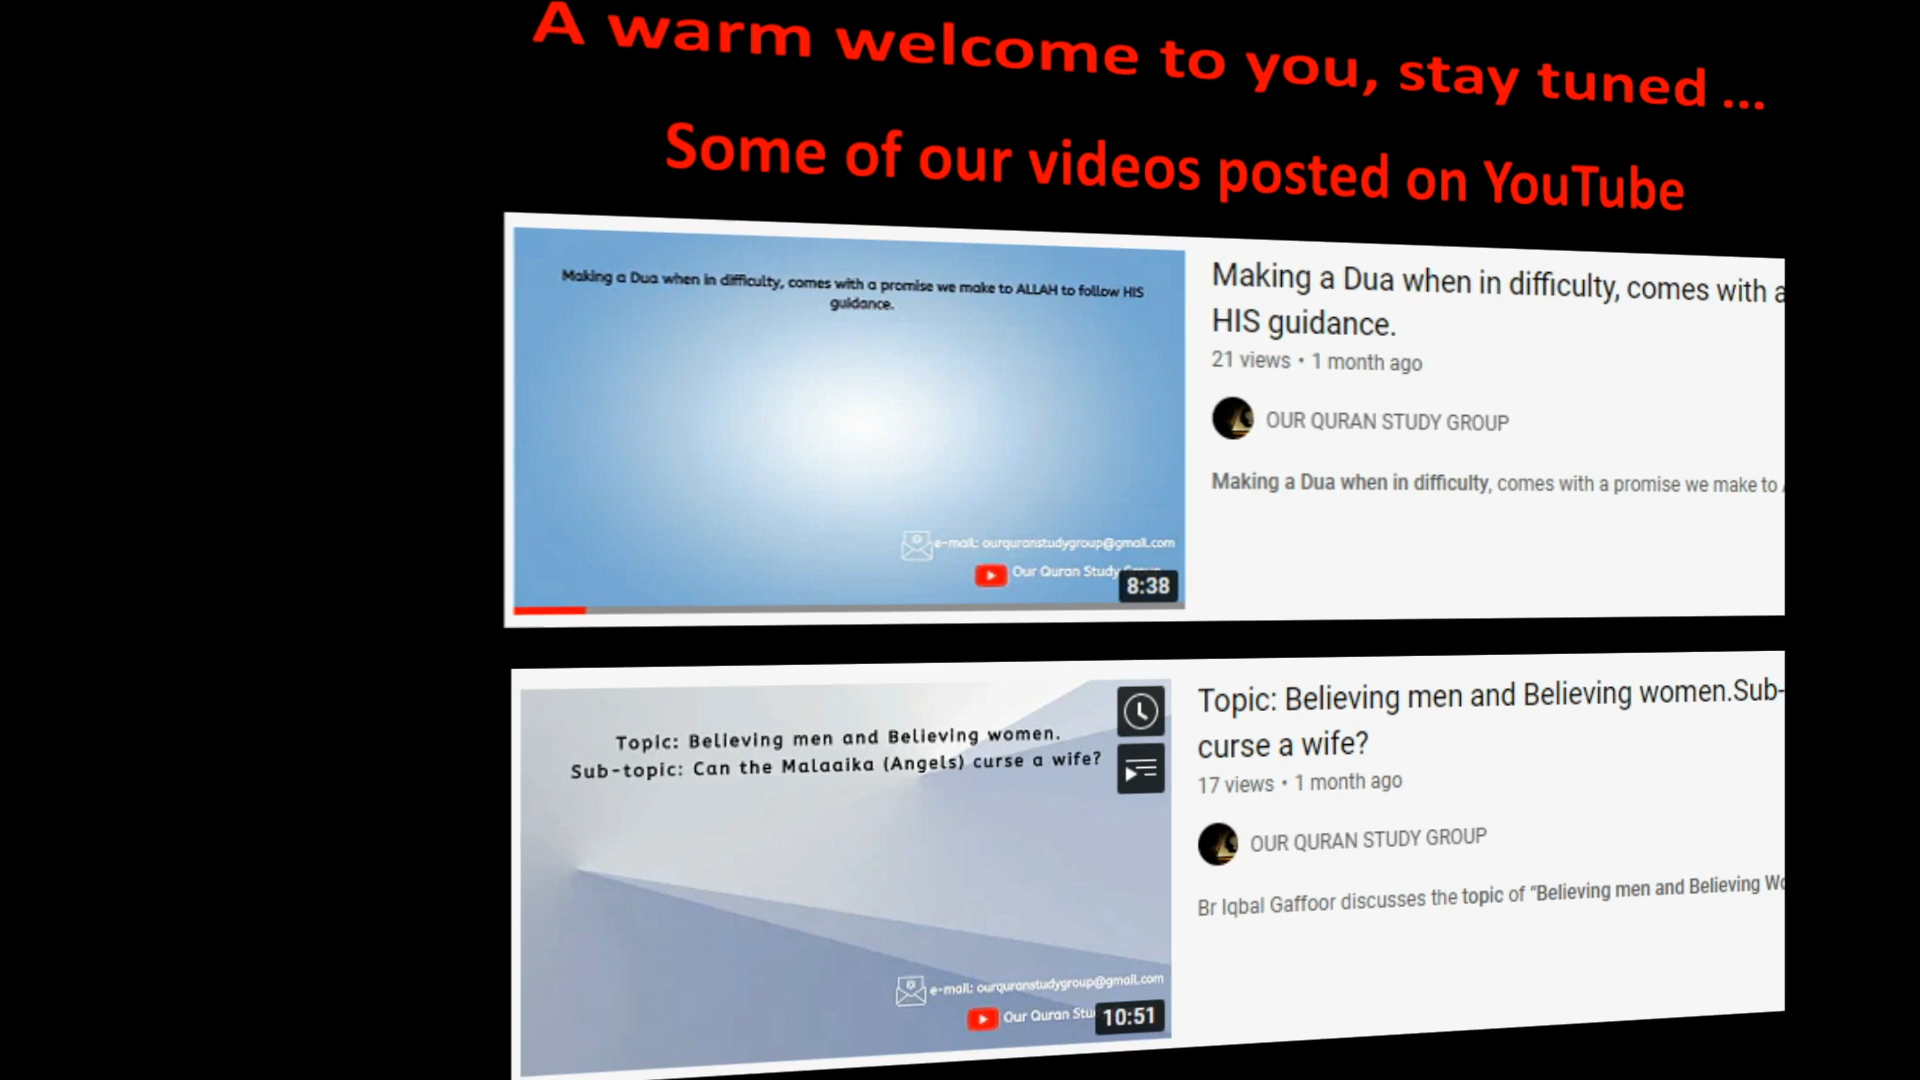 A warm welcome to you, stay tuned ...
Some of our videos posted on YouTube
Making a Dua when in difficulty, comes with a promise we make to ALLAH to follow HIS
guidance.
e-mail: ourquranstudygroup@gmail.com
Our Quran Study Group
8:38
Making a Dua when in difficulty, comes with a
HIS guidance.
21 views • 1 month ago
OUR QURAN STUDY GROUP
Making a Dua when in difficulty, comes with a promise we make to
Topic: Believing men and Believing women.
Sub-topic: Can the Malaaika (Angels) curse a wife?
e-mail: ourquranstudygroup@gmail.com
Our Quran Stu
10:51
Topic: Believing men and Believing women.Sub-
curse a wife?
17 views • 1 month ago
OUR QURAN STUDY GROUP
Br Iqbal Gaffoor discusses the topic of “Believing men and Believing Wo